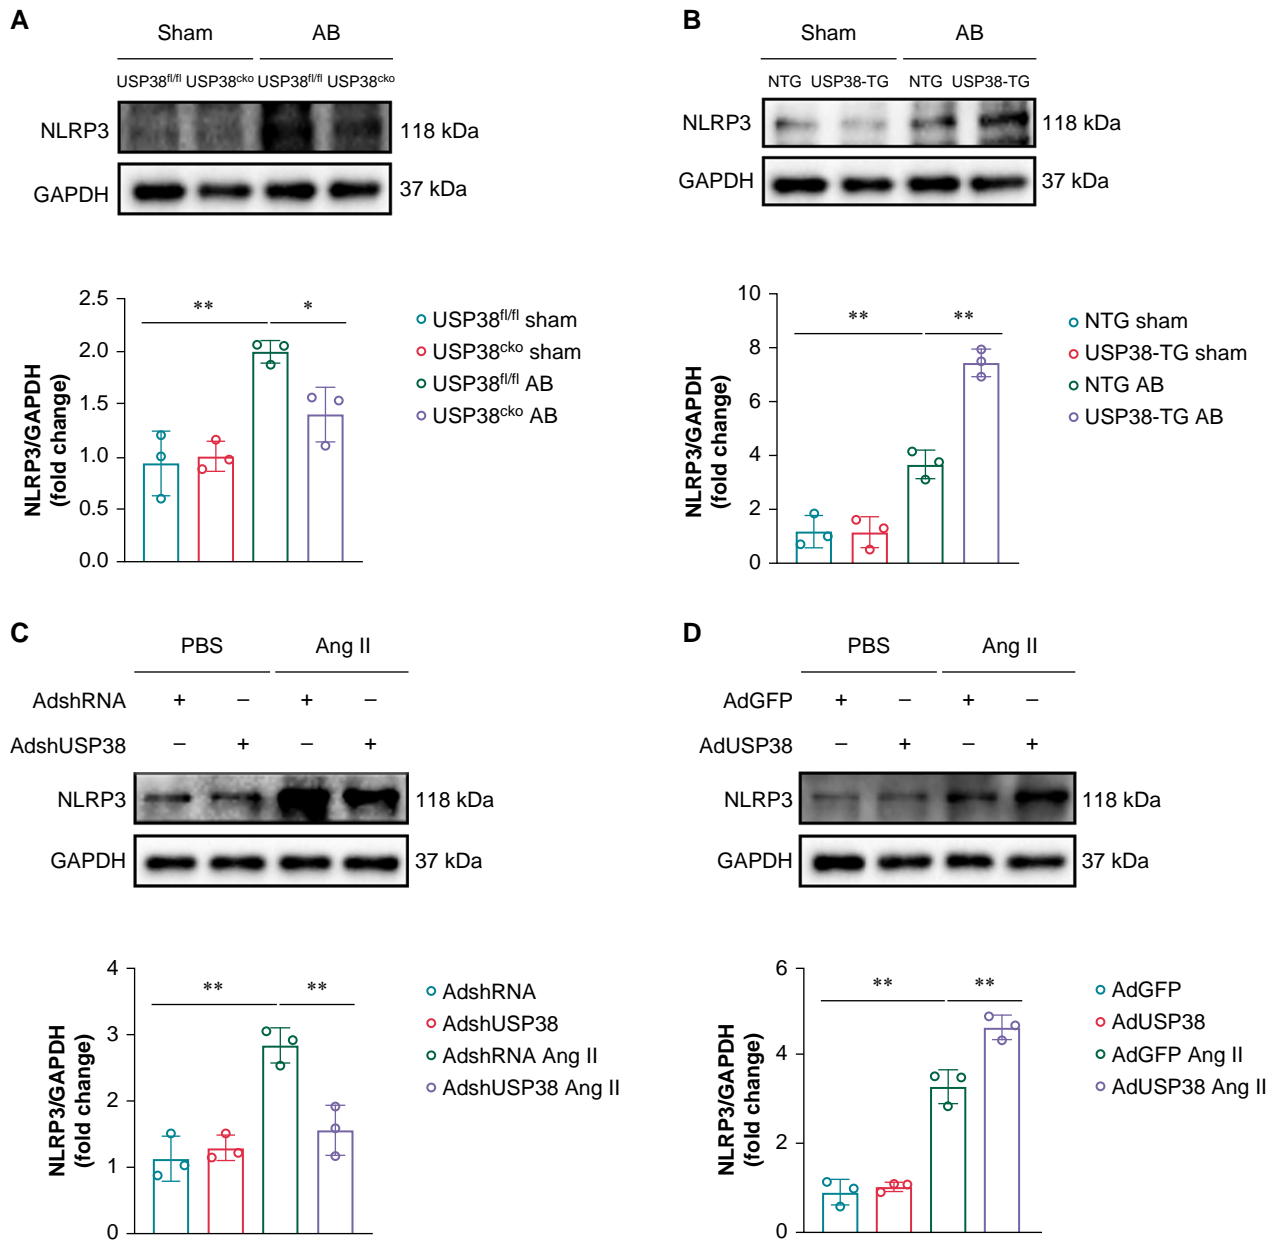 A
Sham AB
USP38fl/fl USP38cko USP38fl/fl USP38cko
NLRP3 118 kDa
GAPDH 37 kDa
NLRP3/GAPDH
(fold change)
2.5
2.0
1.5
1.0
0.5
0.0
** *
USP38fl/fl sham
USP38cko sham
USP38fl/fl AB
USP38cko AB
B
Sham AB
NTG USP38-TG NTG USP38-TG
NLRP3 118 kDa
GAPDH 37 kDa
NLRP3/GAPDH
(fold change)
10
8
6
4
2
0
** **
NTG sham
USP38-TG sham
NTG AB
USP38-TG AB
C
PBS Ang II
AdshRNA + – + –
AdshUSP38 – + – +
NLRP3 118 kDa
GAPDH 37 kDa
NLRP3/GAPDH
(fold change)
4
3
2
1
0
** **
AdshRNA
AdshUSP38
AdshRNA Ang II
AdshUSP38 Ang II
D
PBS Ang II
AdGFP + – + –
AdUSP38 – + – +
NLRP3 118 kDa
GAPDH 37 kDa
NLRP3/GAPDH
(fold change)
6
4
2
0
** **
AdGFP
AdUSP38
AdGFP Ang II
AdUSP38 Ang II